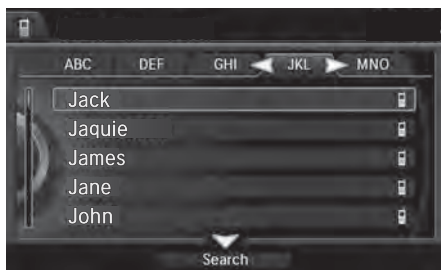 ABC DEF GHI JKL MNO
Jack
Jaquie
James
Jane
John
Search